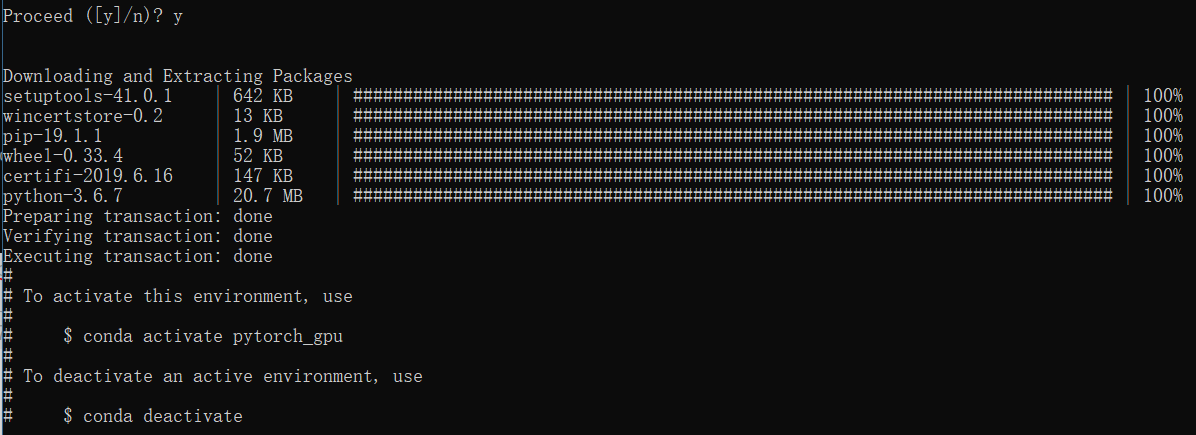 Proceed ([y]/n)? y
Downloading and Extracting Packages
setuptools-41.0.1 | 642 KB | ############################################################################ | 100%
wincertstore-0.2 | 13 KB | ############################################################################ | 100%
pip-19.1.1 | 1.9 MB | ############################################################################ | 100%
wheel-0.33.4 | 52 KB | ############################################################################ | 100%
certifi-2019.6.16 | 147 KB | ############################################################################ | 100%
python-3.6.7 | 20.7 MB | ############################################################################ | 100%
Preparing transaction: done
Verifying transaction: done
Executing transaction: done
#
# To activate this environment, use
#
#     $ conda activate pytorch_gpu
#
# To deactivate an active environment, use
#
#     $ conda deactivate